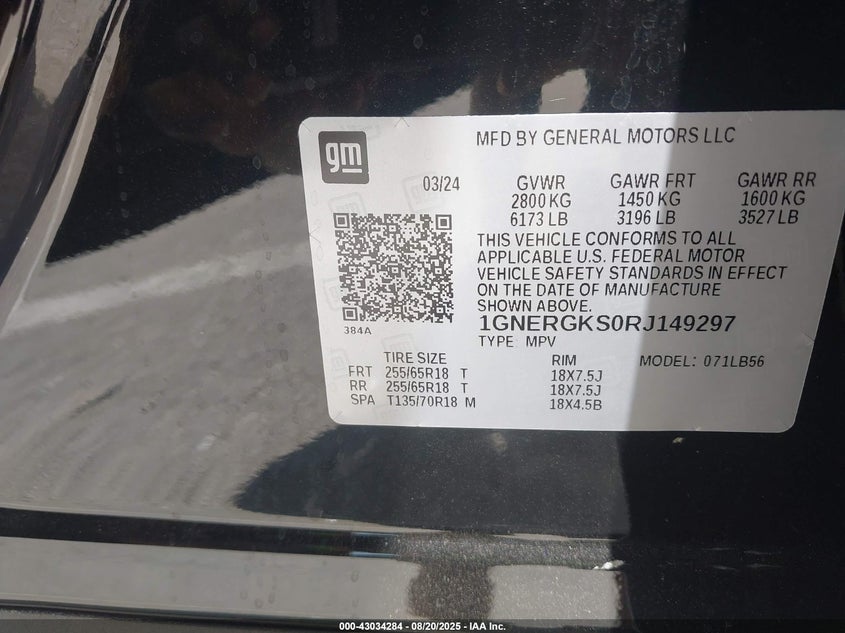 gm
MFD BY GENERAL MOTORS LLC
03/24 GVWR GAWR FRT GAWR RR
2800 KG 1450 KG 1600 KG
6173 LB 3196 LB 3527 LB
THIS VEHICLE CONFORMS TO ALL
APPLICABLE U.S. FEDERAL MOTOR
VEHICLE SAFETY STANDARDS IN EFFECT
ON THE DATE OF MANUFACTURE
SHOWN ABOVE.
384A
1GNERGKS0RJ149297
TYPE MPV
TIRE SIZE RIM MODEL: 071LB56
FRT 255/65R18 T 18X7.5J
RR 255/65R18 T 18X7.5J
SPA T135/70R18 M 18X4.5B
000-43034284 - 08/20/2025 - IAA Inc.